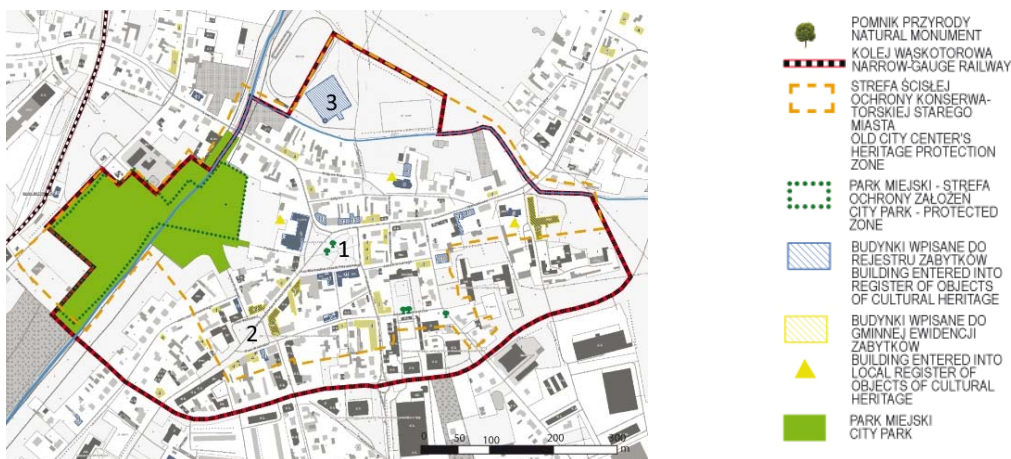 3
1
2
0 50 100 200 300
m
POMNIK PRZYRODY
NATURAL MONUMENT
KOLEJ WĄSKOTOROWA
NARROW-GAUGE RAILWAY
STREFA ŚCISŁEJ
OCHRONY KONSERWA-
TORSKIEJ STAREGO
MIASTA
OLD CITY CENTER'S
HERITAGE PROTECTION
ZONE
PARK MIEJSKI - STREFA
OCHRONY ZAŁOŻEŃ
CITY PARK - PROTECTED
ZONE
BUDYNKI WPISANE DO
REJESTRU ZABYTKÓW
BUILDING ENTERED INTO
REGISTER OF OBJECTS
OF CULTURAL HERITAGE
BUDYNKI WPISANE DO
GMINNEJ EWIDENCJI
ZABYTKÓW
BUILDING ENTERED INTO
LOCAL REGISTER OF
OBJECTS OF CULTURAL
HERITAGE
PARK MIEJSKI
CITY PARK